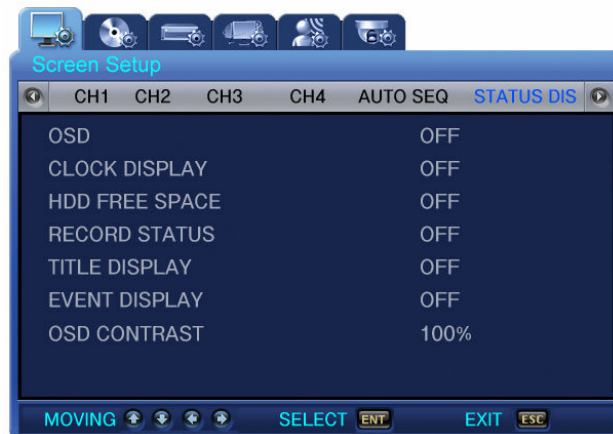 Screen Setup
CH1 CH2 CH3 CH4 AUTO SEQ STATUS DIS
OSD OFF
CLOCK DISPLAY OFF
HDD FREE SPACE OFF
RECORD STATUS OFF
TITLE DISPLAY OFF
EVENT DISPLAY OFF
OSD CONTRAST 100%
MOVING SELECT ENT EXIT ESC